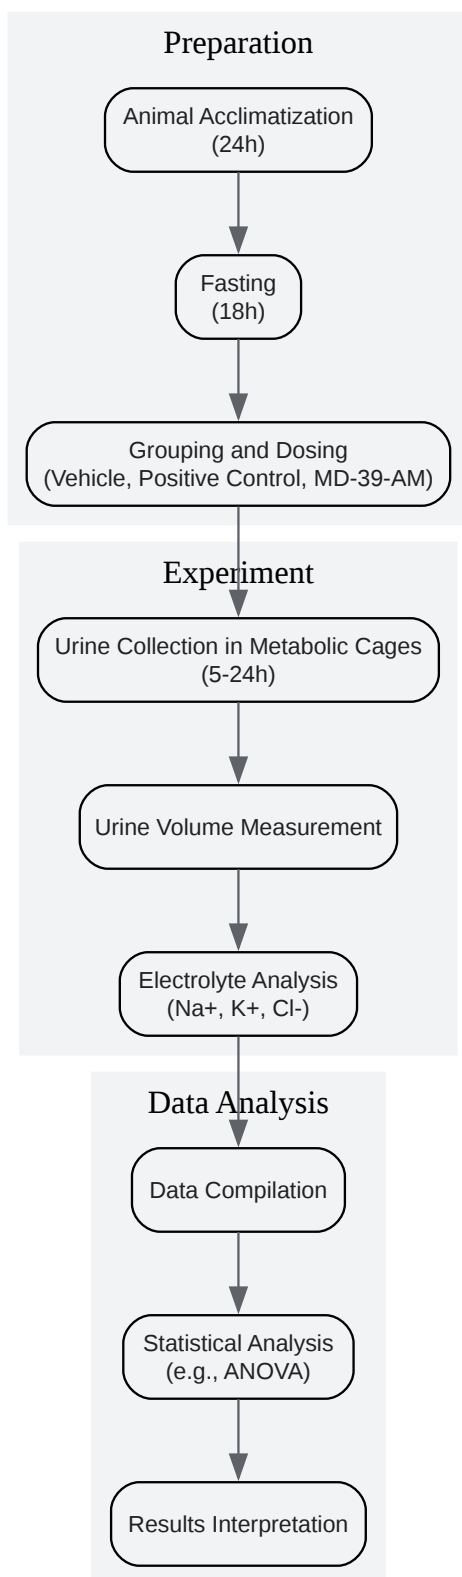 Preparation
Animal Acclimatization
(24h)
Fasting
(18h)
Grouping and Dosing
(Vehicle, Positive Control, MD-39-AM)
Experiment
Urine Collection in Metabolic Cages
(5-24h)
Urine Volume Measurement
Electrolyte Analysis
(Na+, K+, Cl-)
Data Analysis
Data Compilation
Statistical Analysis
(e.g., ANOVA)
Results Interpretation